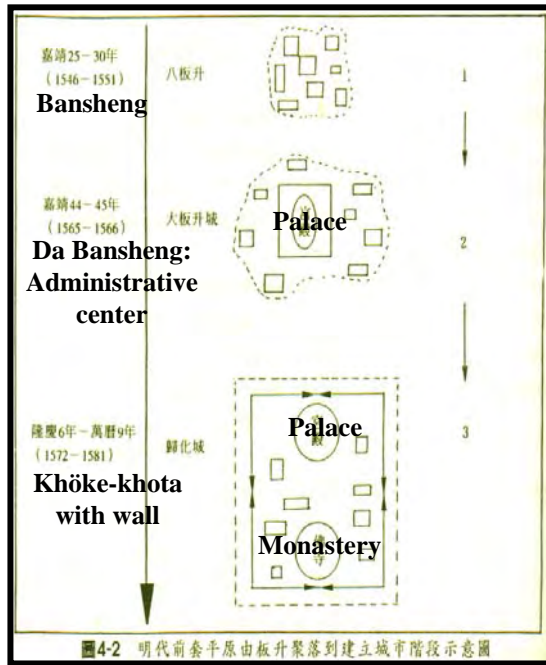 嘉靖25－30年
(1546－1551)
Bansheng
八板升
1
嘉靖44－45年
(1565－1566)
Da Bansheng:
Administrative
center
大板升城
宮殿
Palace
2
隆慶6年－萬曆9年
(1572－1581)
Khöke-khota
with wall
歸化城
宮殿
Palace
3
Monastery
圖4-2 明代前套平原由板升聚落到建立城市階段示意圖